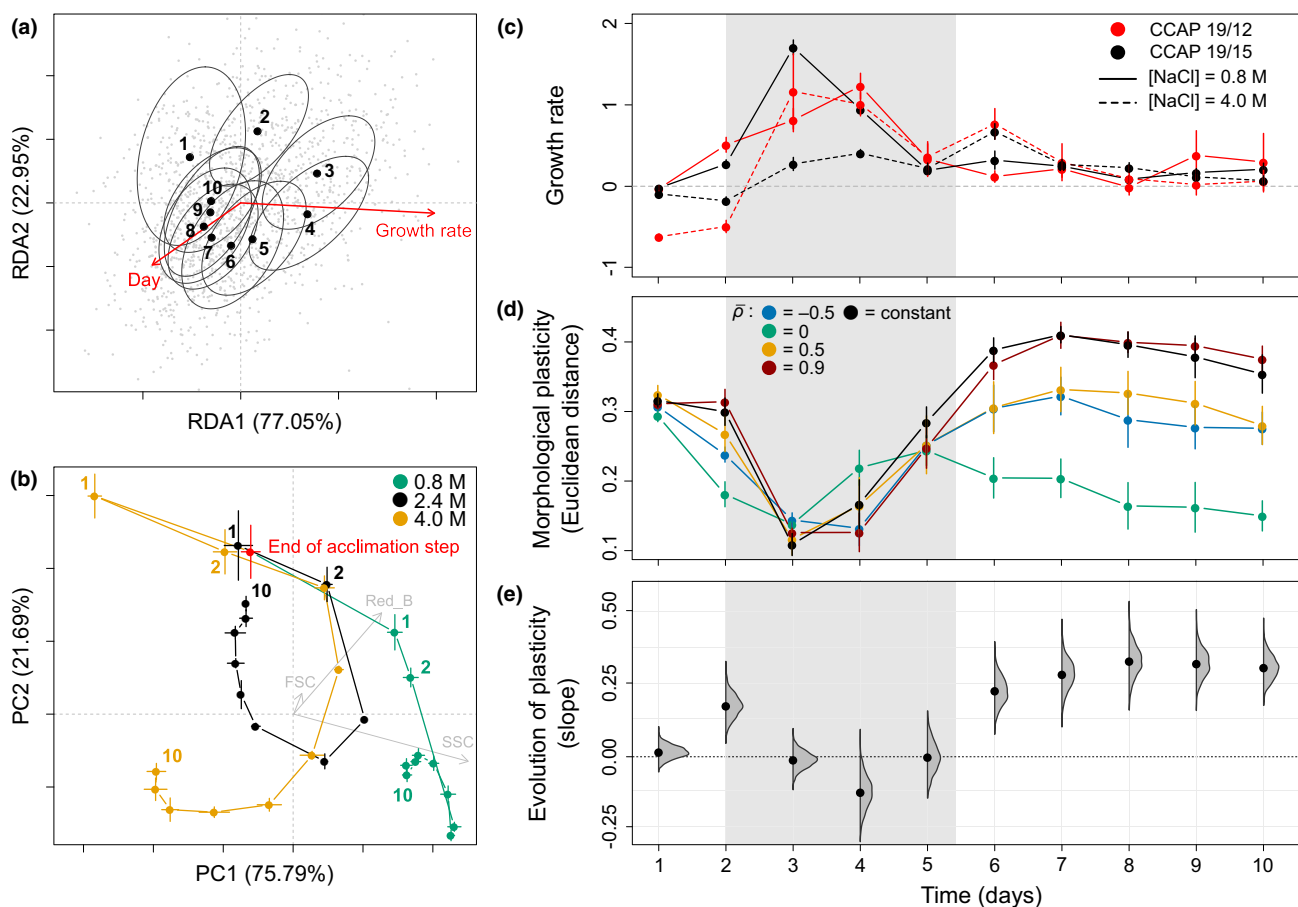 (a)
RDA2 (22.95%)
1
2
3
10
9
8
7
6
5
4
Growth rate
Day
RDA1 (77.05%)
(b)
PC2 (21.69%)
1
0.8 M
2.4 M
4.0 M
1
End of acclimation step
2
2
10
Red_B
1
FSC
2
SSC
10
10
PC1 (75.79%)
(c)
Growth rate
2
1
0
-1
CCAP 19/12
CCAP 19/15
[NaCl] = 0.8 M
[NaCl] = 4.0 M
(d)
Morphological plasticity
(Euclidean distance)
0.4
0.3
0.2
0.1
ρ̄ : = –0.5 = constant
= 0
= 0.5
= 0.9
(e)
Evolution of plasticity
(slope)
0.50
0.25
0.00
-0.25
1 2 3 4 5 6 7 8 9 10
Time (days)